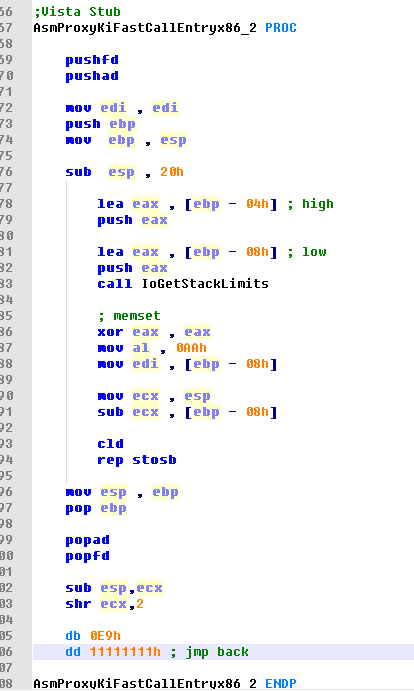 66 ;Vista Stub
67 AsmProxyKiFastCallEntryx86_2 PROC
68
69 pushfd
70 pushad
71
72 mov edi , edi
73 push ebp
74 mov ebp , esp
75
76 sub esp , 20h
77
78 lea eax , [ebp - 04h] ; high
79 push eax
80
81 lea eax , [ebp - 08h] ; low
82 push eax
83 call IoGetStackLimits
84
85 ; memset
86 xor eax , eax
87 mov al , 0AAh
88 mov edi , [ebp - 08h]
89
90 mov ecx , esp
91 sub ecx , [ebp - 08h]
92
93 cld
94 rep stosb
95
96 mov esp , ebp
97 pop ebp
98
99 popad
00 popfd
01
02 sub esp,ecx
03 shr ecx,2
04
05 db 0E9h
06 dd 11111111h ; jmp back
07
08 AsmProxyKiFastCallEntryx86_2 ENDP